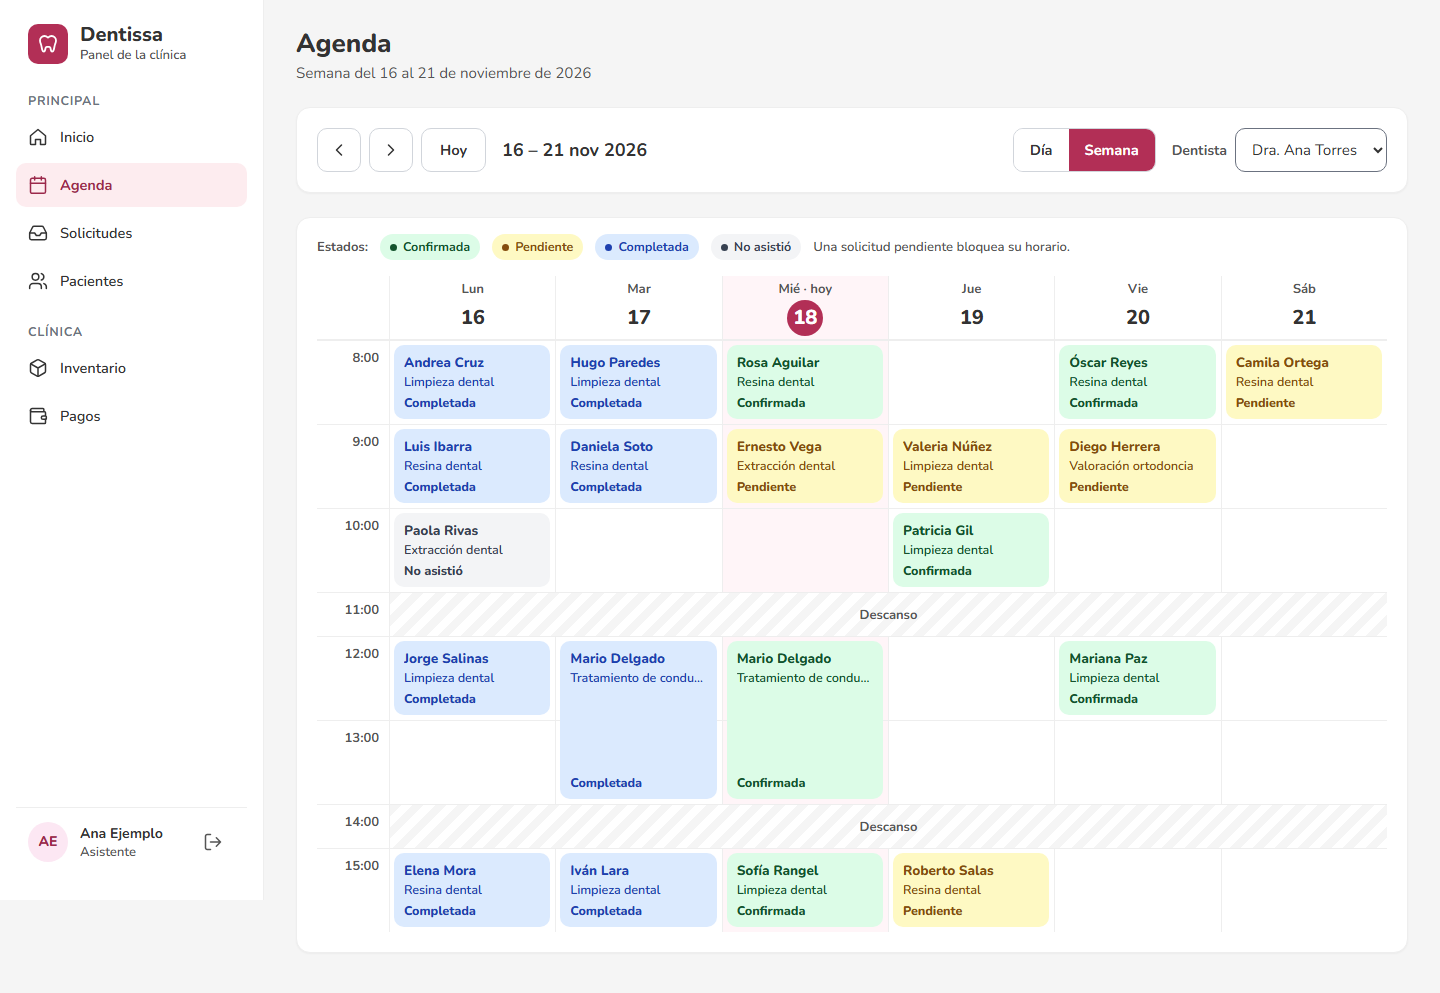 Dentissa
Panel de la clínica
PRINCIPAL
Inicio
Agenda
Solicitudes
Pacientes
CLÍNICA
Inventario
Pagos
AE
Ana Ejemplo
Asistente
Agenda
Semana del 16 al 21 de noviembre de 2026
Hoy
16 – 21 nov 2026
Día
Semana
Dentista
Dra. Ana Torres
Estados:
Confirmada
Pendiente
Completada
No asistió
Una solicitud pendiente bloquea su horario.
Lun
16
Mar
17
Mié · hoy
18
Jue
19
Vie
20
Sáb
21
8:00
Andrea Cruz
Limpieza dental
Completada
Hugo Paredes
Limpieza dental
Completada
Rosa Aguilar
Resina dental
Confirmada
Óscar Reyes
Resina dental
Confirmada
Camila Ortega
Resina dental
Pendiente
9:00
Luis Ibarra
Resina dental
Completada
Daniela Soto
Resina dental
Completada
Ernesto Vega
Extracción dental
Pendiente
Valeria Núñez
Limpieza dental
Pendiente
Diego Herrera
Valoración ortodoncia
Pendiente
10:00
Paola Rivas
Extracción dental
No asistió
Patricia Gil
Limpieza dental
Confirmada
11:00
Descanso
12:00
Jorge Salinas
Limpieza dental
Completada
Mario Delgado
Tratamiento de condu...
Completada
Mario Delgado
Tratamiento de condu...
Confirmada
Mariana Paz
Limpieza dental
Confirmada
13:00
14:00
Descanso
15:00
Elena Mora
Resina dental
Completada
Iván Lara
Limpieza dental
Completada
Sofía Rangel
Limpieza dental
Confirmada
Roberto Salas
Resina dental
Pendiente